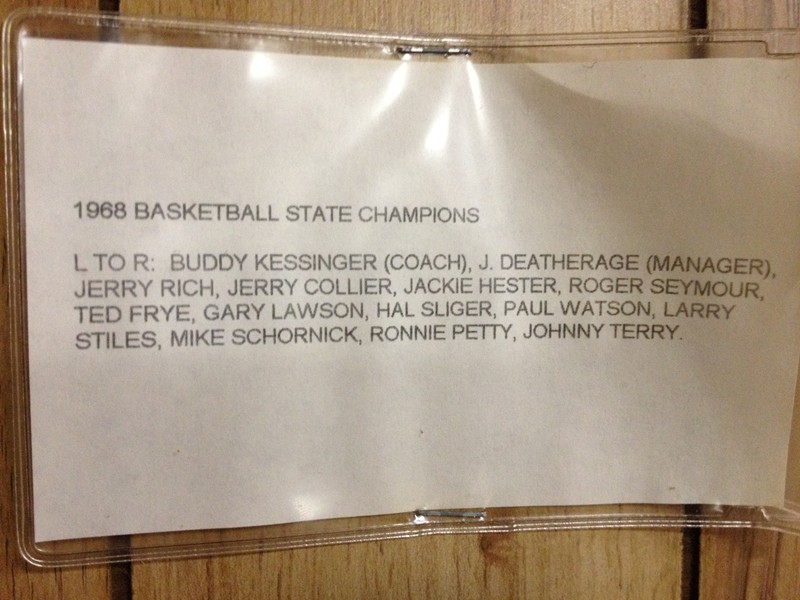 1968 BASKETBALL STATE CHAMPIONS
L TO R: BUDDY KESSINGER (COACH), J. DEATHERAGE (MANAGER),
JERRY RICH, JERRY COLLIER, JACKIE HESTER, ROGER SEYMOUR,
TED FRYE, GARY LAWSON, HAL SLIGER, PAUL WATSON, LARRY
STILES, MIKE SCHORNICK, RONNIE PETTY, JOHNNY TERRY.